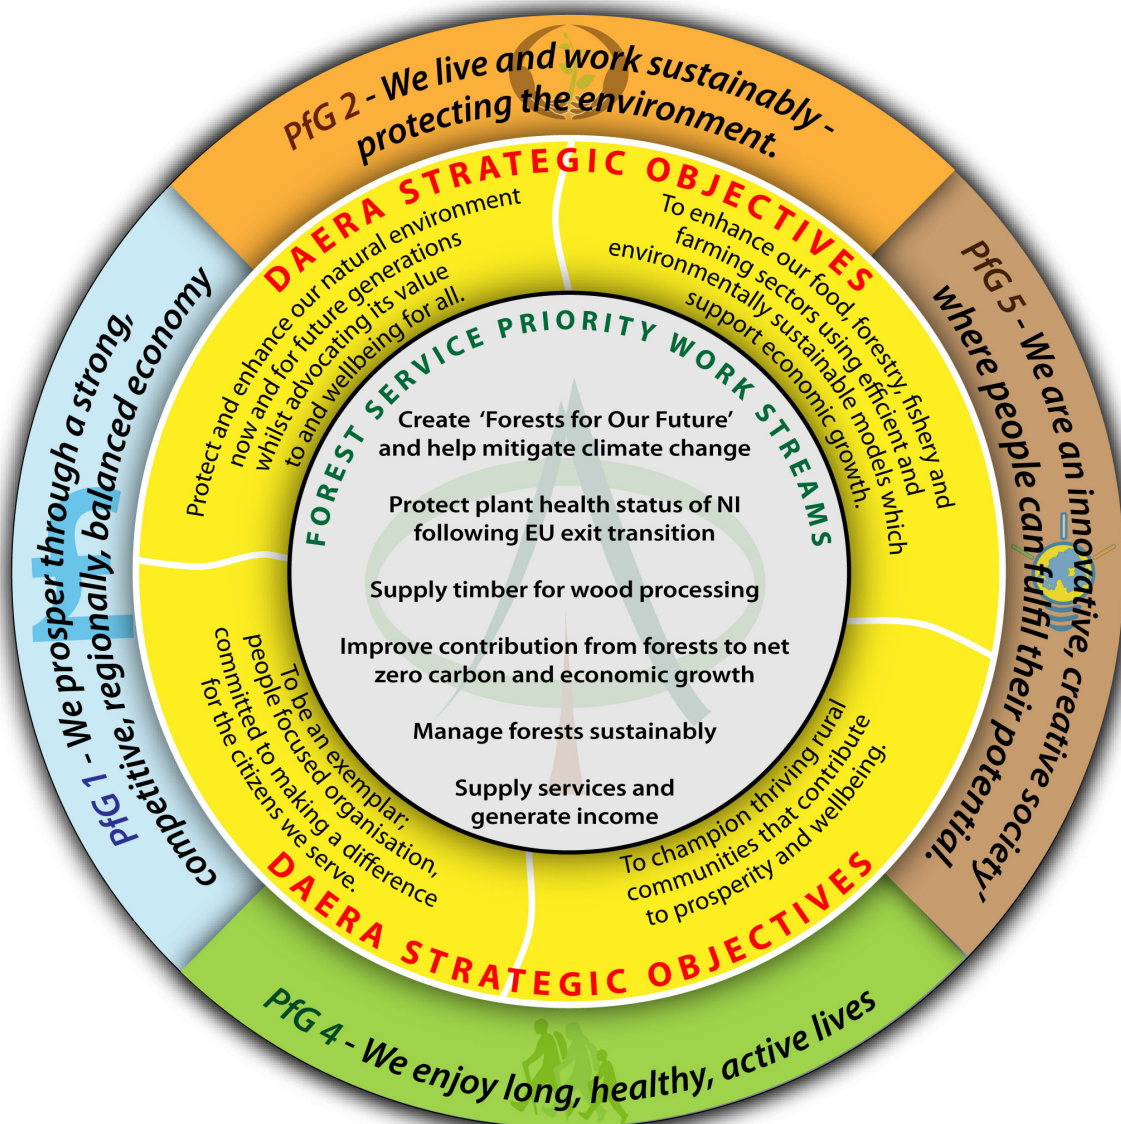 PfG 2 - We live and work sustainably -
protecting the environment.
PfG 5 - We are an innovative, creative society
where people can fulfil their potential.
PfG 4 - We enjoy long, healthy, active lives
PfG 1 - We prosper through a strong,
competitive, regionally, balanced economy
DAERA STRATEGIC OBJECTIVES
Protect and enhance our natural environment
now and for future generations
whilst advocating its value
to and wellbeing for all.
To enhance our food, forestry, fishery and
farming sectors using efficient and
environmentally sustainable models which
support economic growth.
To be an exemplar;
people focused organisation,
committed to making a difference
for the citizens we serve.
To champion thriving rural
communities that contribute
to prosperity and wellbeing.
DAERA STRATEGIC OBJECTIVES
FOREST SERVICE PRIORITY WORK STREAMS
Create ‘Forests for Our Future’
and help mitigate climate change
Protect plant health status of NI
following EU exit transition
Supply timber for wood processing
Improve contribution from forests to net
zero carbon and economic growth
Manage forests sustainably
Supply services and
generate income